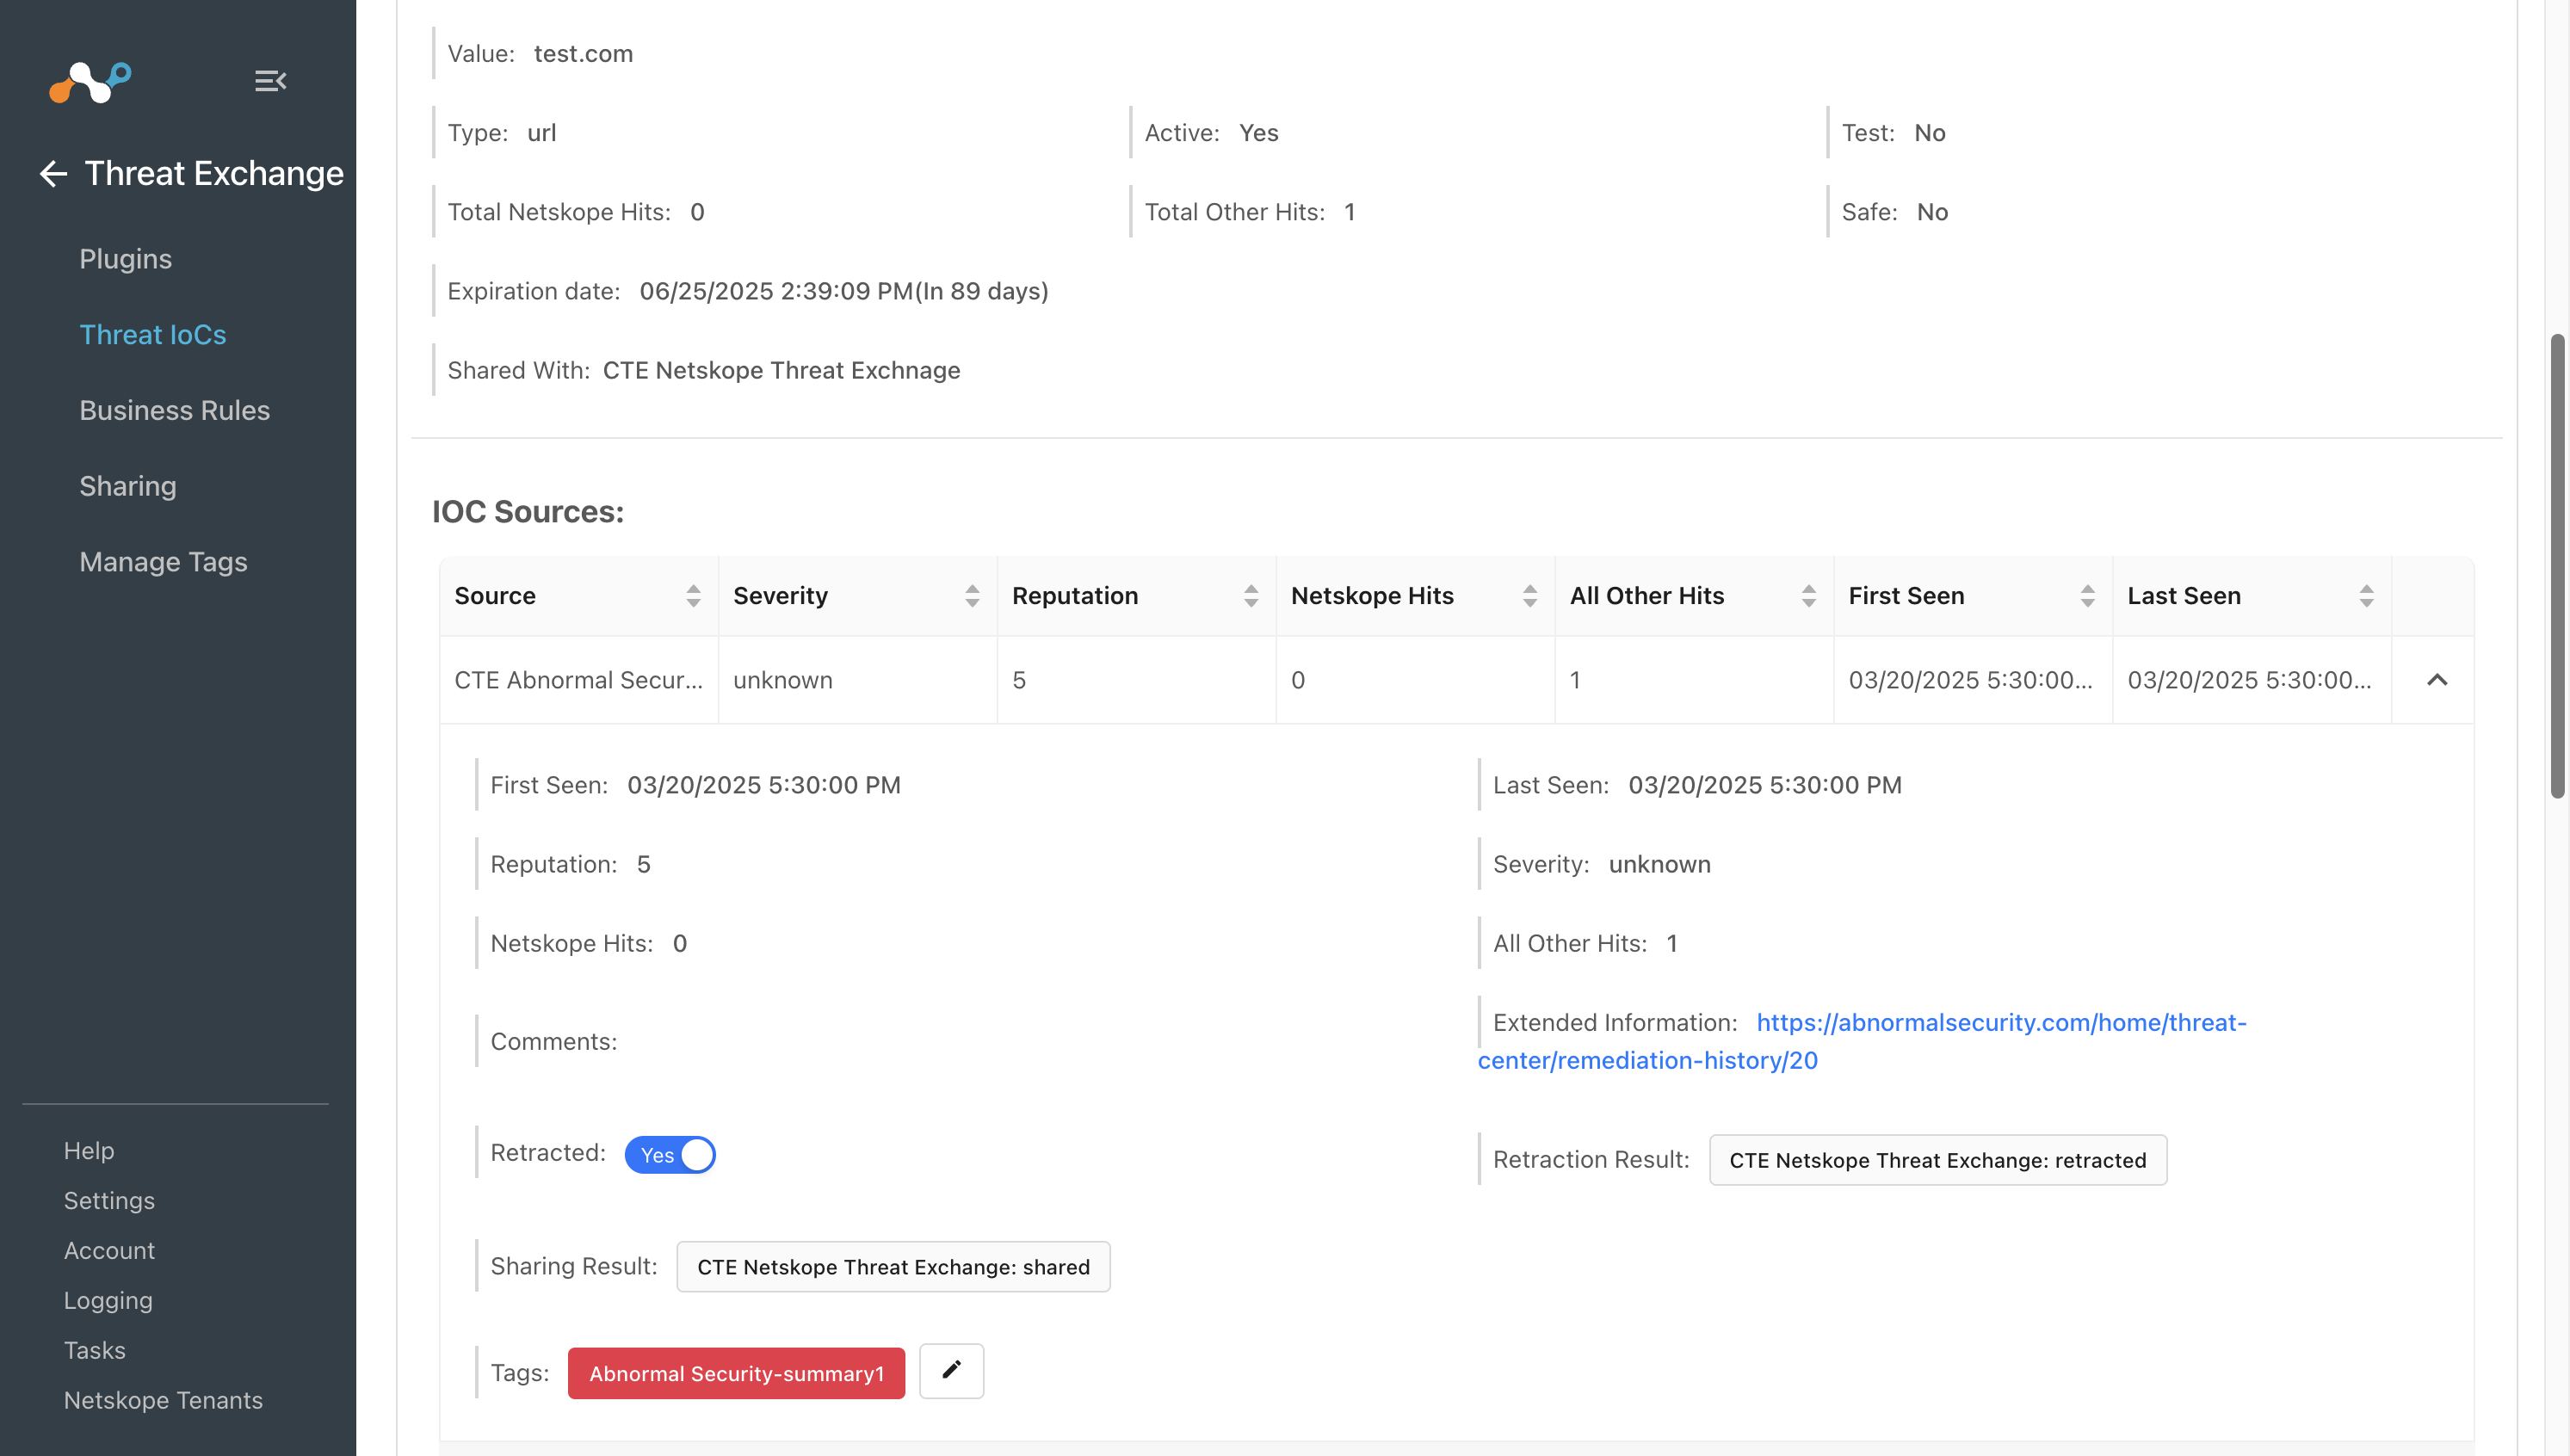 Threat Exchange
Plugins
Threat IoCs
Business Rules
Sharing
Manage Tags
Help
Settings
Account
Logging
Tasks
Netskope Tenants
Value: test.com
Type: url Active: Yes Test: No
Total Netskope Hits: 0 Total Other Hits: 1 Safe: No
Expiration date: 06/25/2025 2:39:09 PM(In 89 days)
Shared With: CTE Netskope Threat Exchnage
IOC Sources:
Source Severity Reputation Netskope Hits All Other Hits First Seen Last Seen
CTE Abnormal Secur... unknown 5 0 1 03/20/2025 5:30:00... 03/20/2025 5:30:00...
First Seen: 03/20/2025 5:30:00 PM Last Seen: 03/20/2025 5:30:00 PM
Reputation: 5 Severity: unknown
Netskope Hits: 0 All Other Hits: 1
Comments:
Extended Information: https://abnormalsecurity.com/home/threat-
center/remediation-history/20
Retracted: Yes Retraction Result: CTE Netskope Threat Exchange: retracted
Sharing Result: CTE Netskope Threat Exchange: shared
Tags: Abnormal Security-summary1